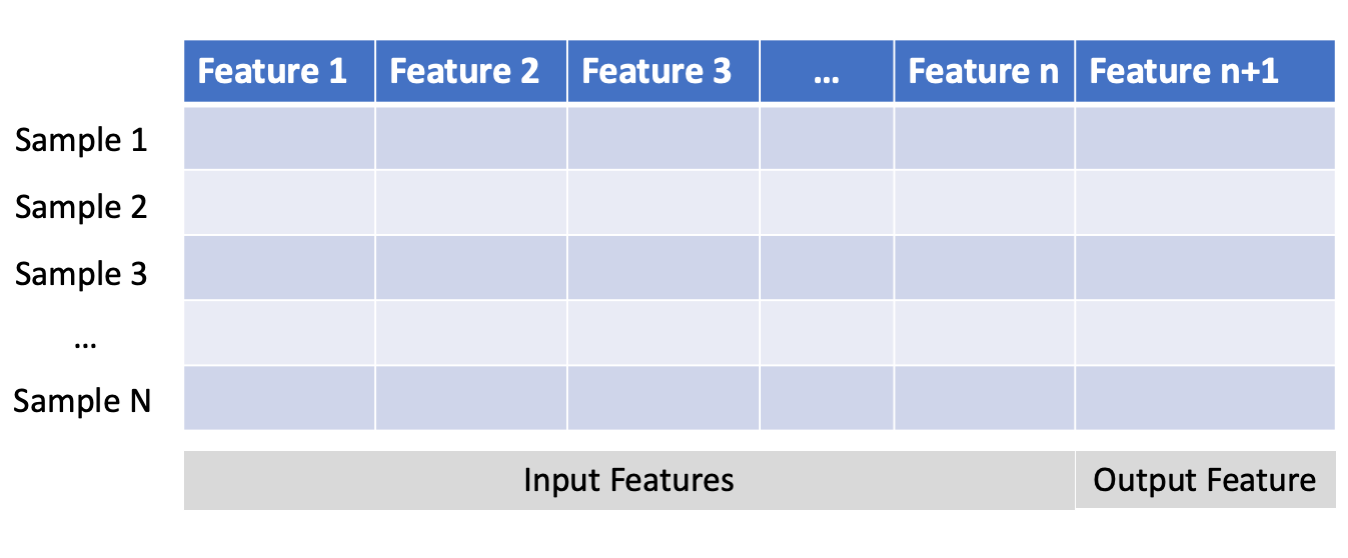 Feature 1 Feature 2 Feature 3 ... Feature n Feature n+1
Sample 1
Sample 2
Sample 3
...
Sample N
Input Features Output Feature